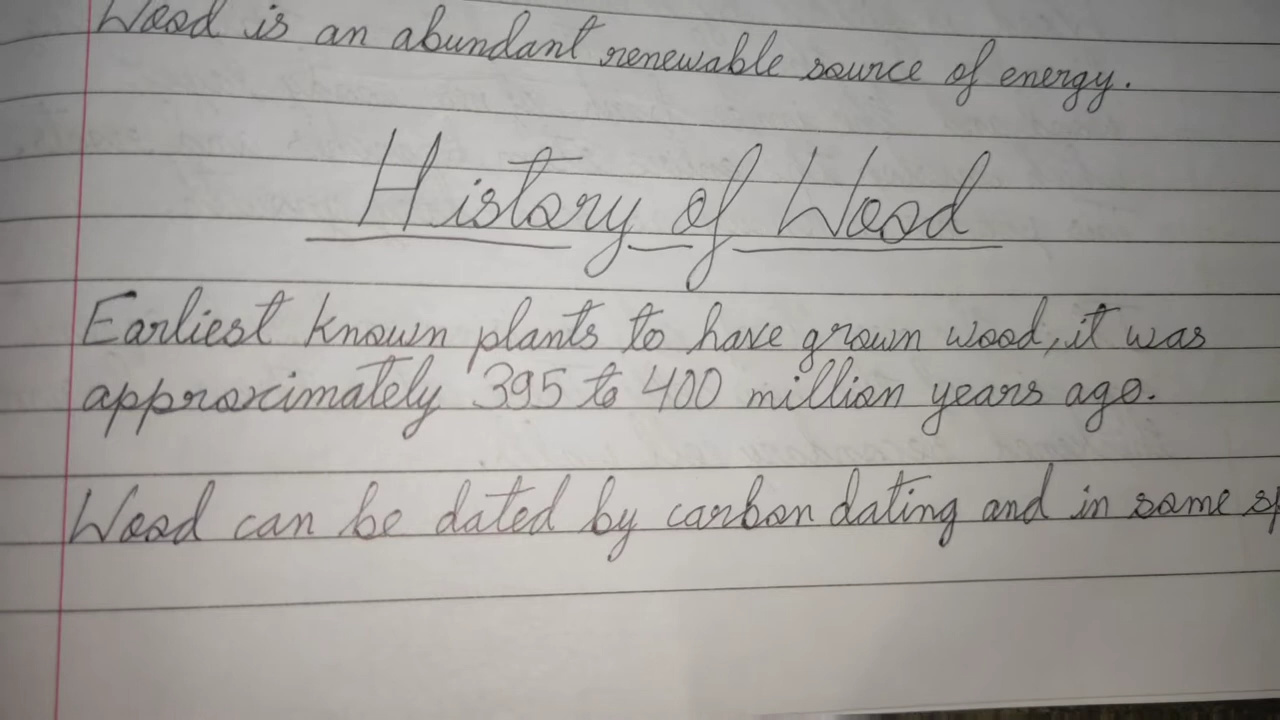 Wood is an abundant renewable source of energy.
History of Wood
Earliest known plants to have grown wood, it was
approximately 395 to 400 million years ago.
Wood can be dated by carbon dating and in some